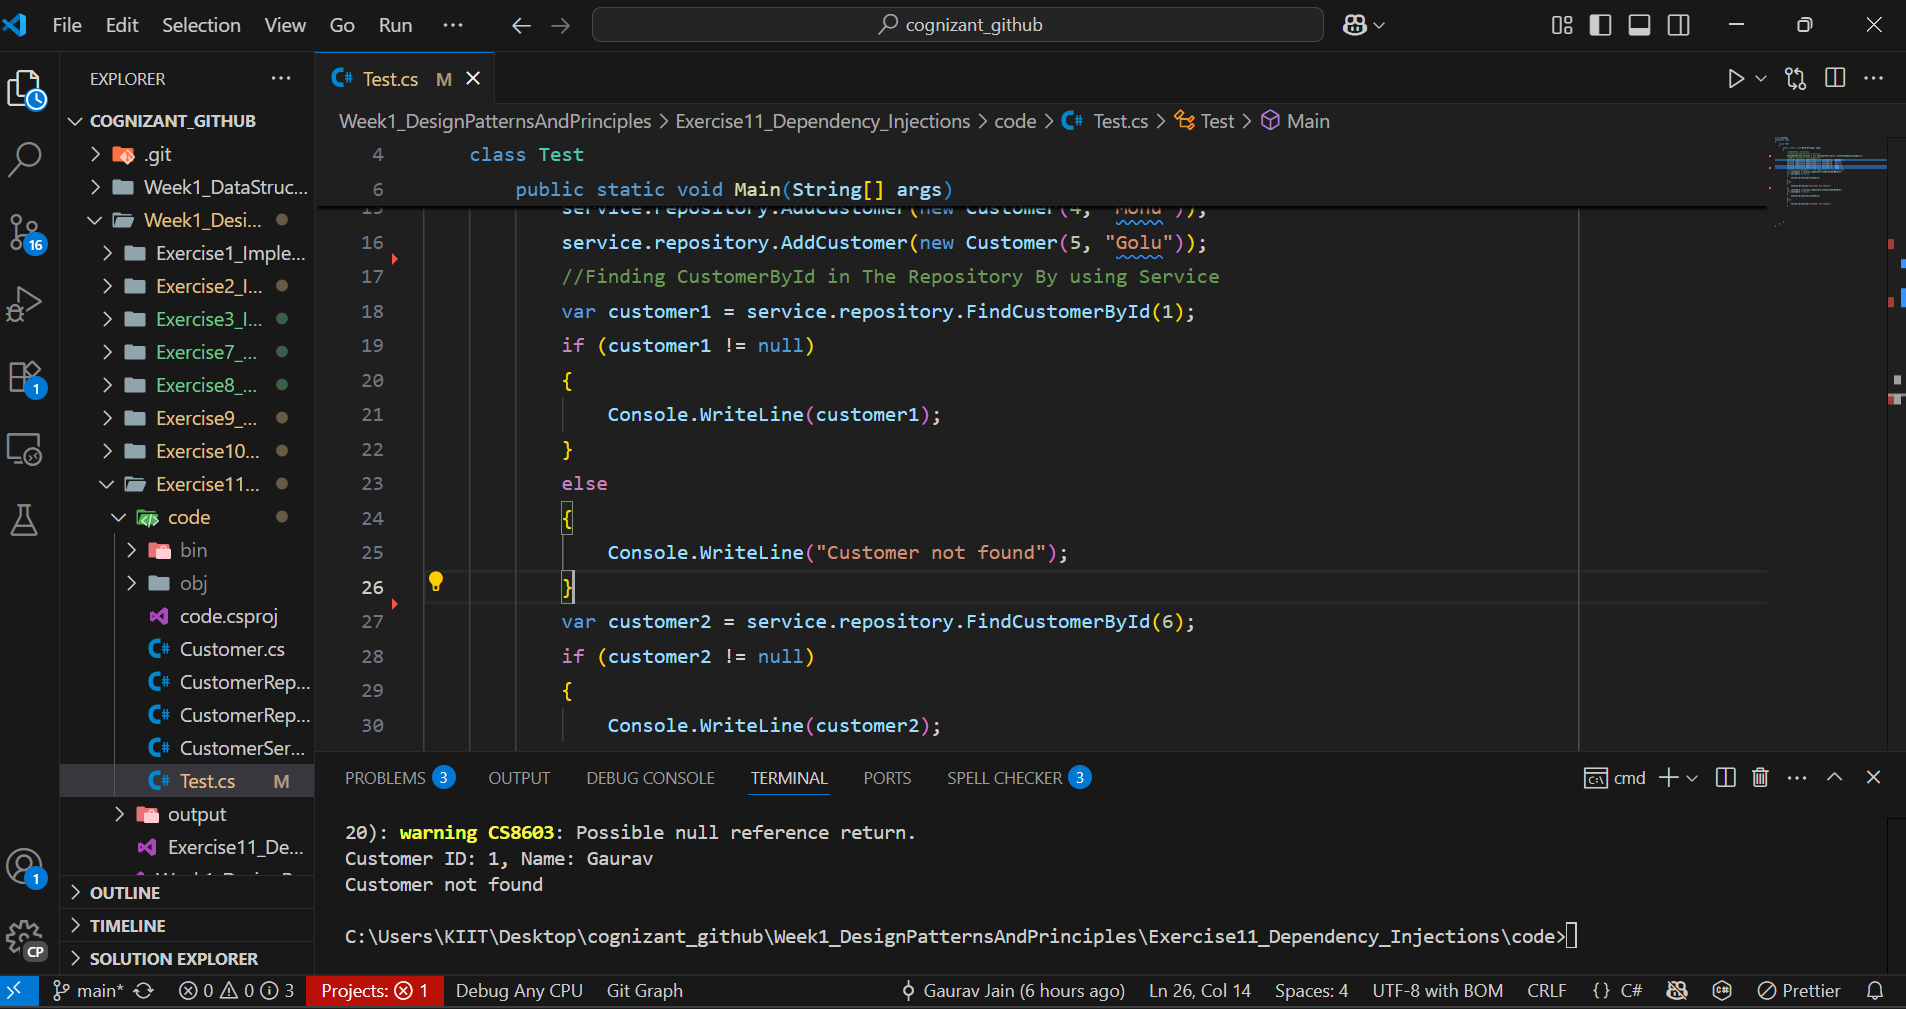 File Edit Selection View Go Run ··· cognizant_github
EXPLORER ···
COGNIZANT_GITHUB
.git
Week1_DataStruc...
Week1_Desi...
Exercise1_Imple...
Exercise2_I...
Exercise3_I...
Exercise7_...
Exercise8_...
Exercise9_...
Exercise10...
Exercise11...
code
bin
obj
code.csproj
Customer.cs
CustomerRep...
CustomerRep...
CustomerSer...
Test.cs M
output
Exercise11_De...
OUTLINE
TIMELINE
SOLUTION EXPLORER
16
1
1
CP
Test.cs M
Week1_DesignPatternsAndPrinciples > Exercise11_Dependency_Injections > code > Test.cs > Test > Main
4 class Test
6 public static void Main(String[] args)
15 service.repository.AddCustomer(new Customer(4, "Monu"));
16 service.repository.AddCustomer(new Customer(5, "Golu"));
17 //Finding CustomerById in The Repository By using Service
18 var customer1 = service.repository.FindCustomerById(1);
19 if (customer1 != null)
20 {
21 Console.WriteLine(customer1);
22 }
23 else
24 {
25 Console.WriteLine("Customer not found");
26 }
27 var customer2 = service.repository.FindCustomerById(6);
28 if (customer2 != null)
29 {
30 Console.WriteLine(customer2);
PROBLEMS 3 OUTPUT DEBUG CONSOLE TERMINAL PORTS SPELL CHECKER 3 cmd
20): warning CS8603: Possible null reference return.
Customer ID: 1, Name: Gaurav
Customer not found
C:\Users\KIIT\Desktop\cognizant_github\Week1_DesignPatternsAndPrinciples\Exercise11_Dependency_Injections\code>
main* 0 0 3 Projects: 1 Debug Any CPU Git Graph Gaurav Jain (6 hours ago) Ln 26, Col 14 Spaces: 4 UTF-8 with BOM CRLF {} C# Prettier